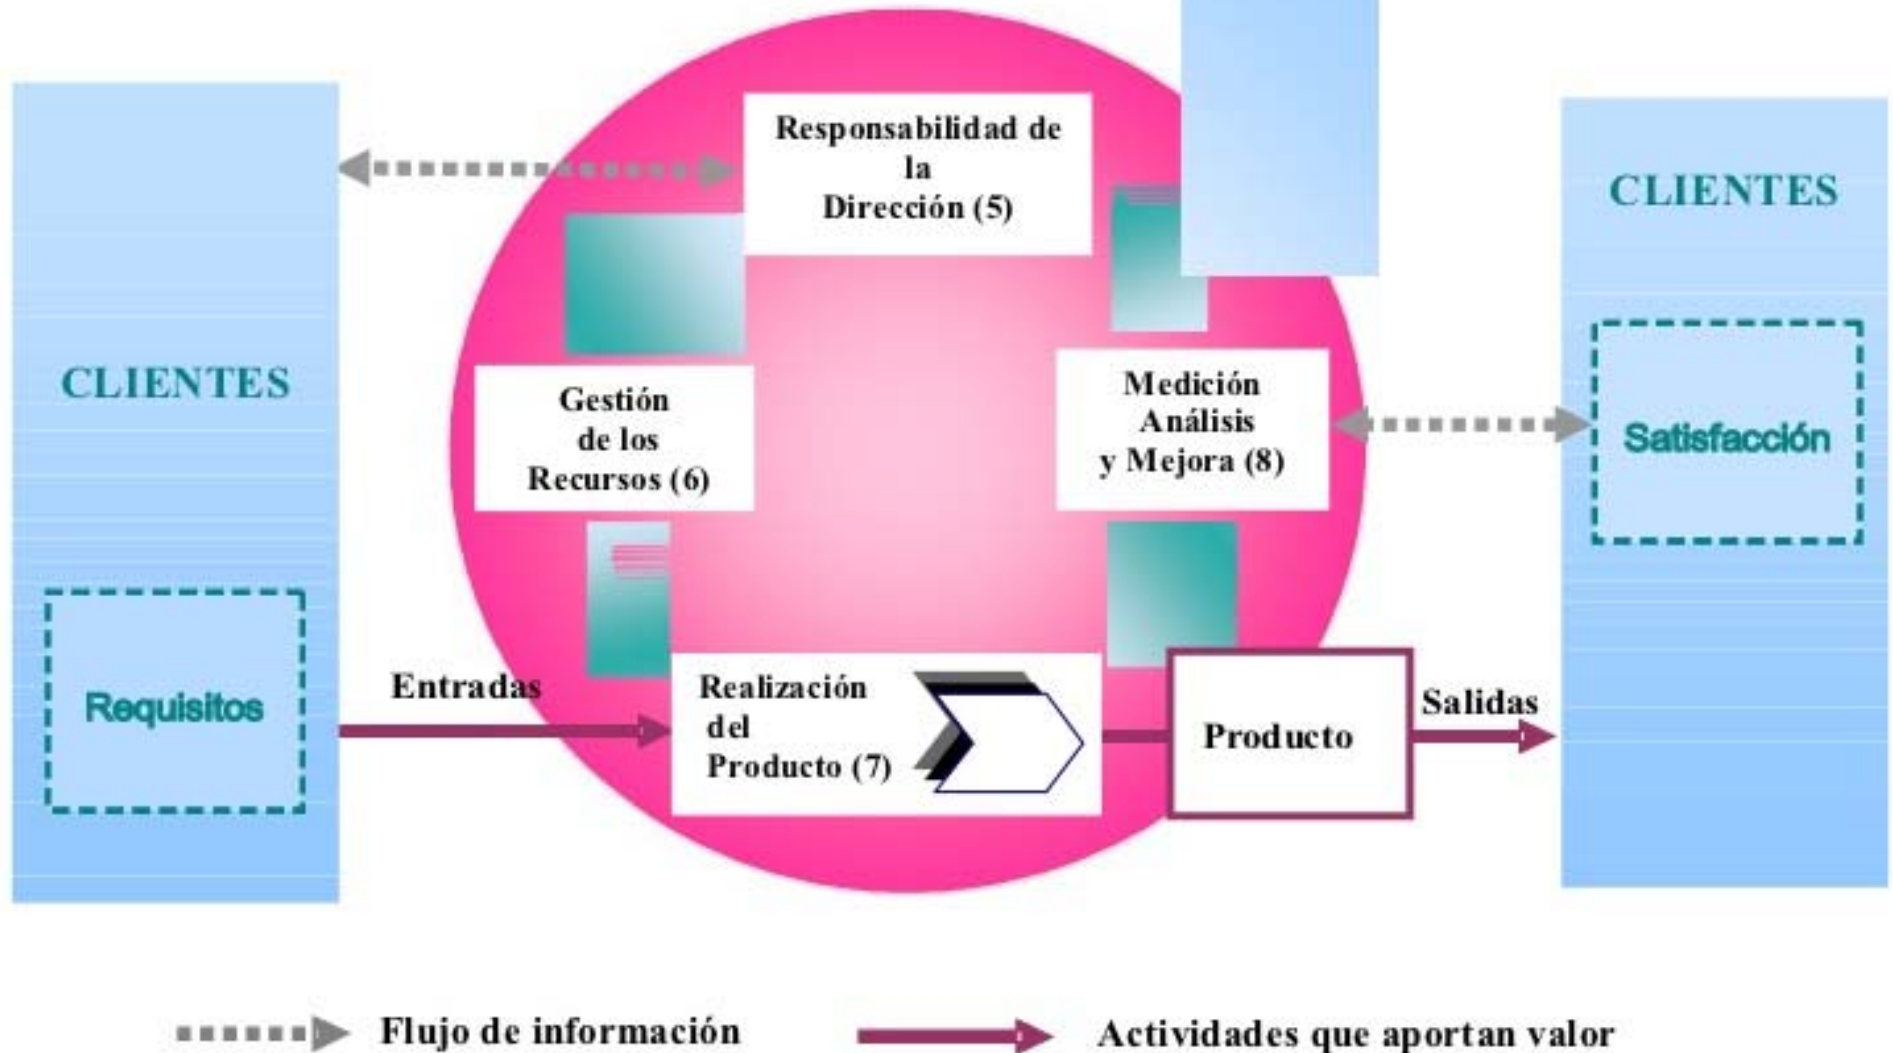 Responsabilidad de
la
Dirección (5)
CLIENTES
CLIENTES
Gestión
de los
Recursos (6)
Medición
Análisis
y Mejora (8)
Satisfacción
Requisitos
Entradas
Realización
del
Producto (7)
Producto
Salidas
Flujo de información
Actividades que aportan valor